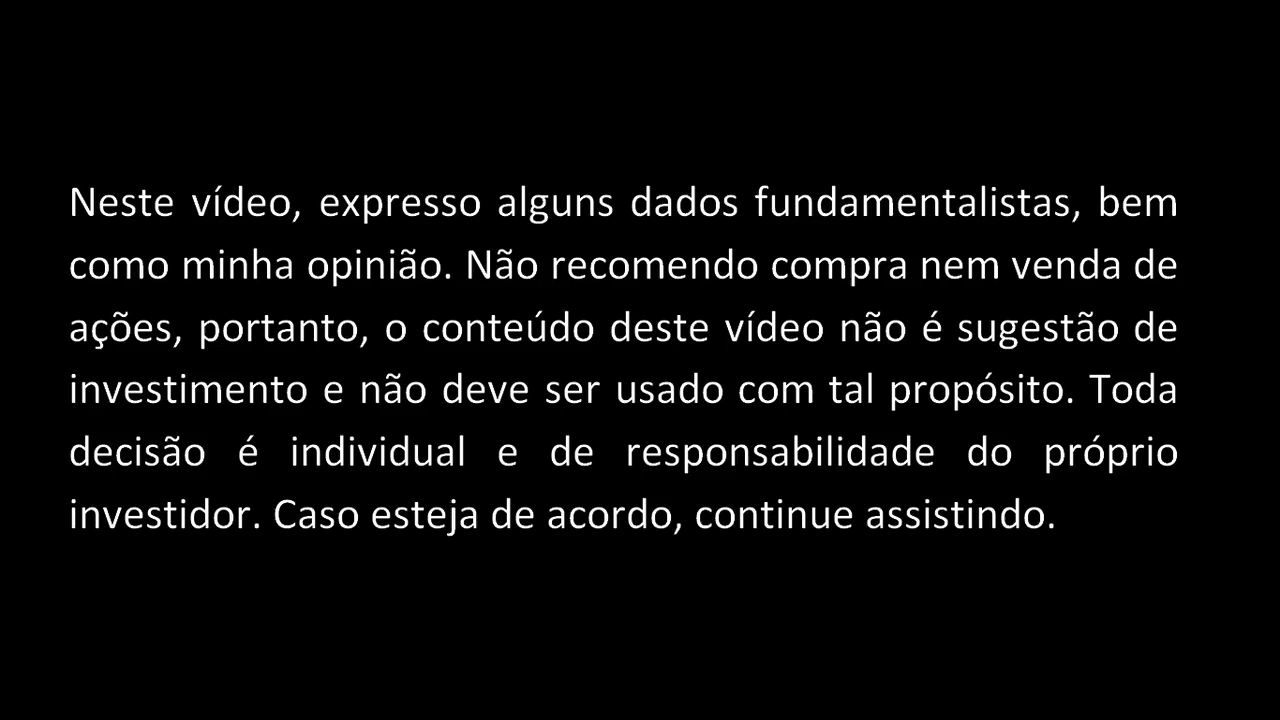 Neste vídeo, expresso alguns dados fundamentalistas, bem
como minha opinião. Não recomendo compra nem venda de
ações, portanto, o conteúdo deste vídeo não é sugestão de
investimento e não deve ser usado com tal propósito. Toda
decisão é individual e de responsabilidade do próprio
investidor. Caso esteja de acordo, continue assistindo.